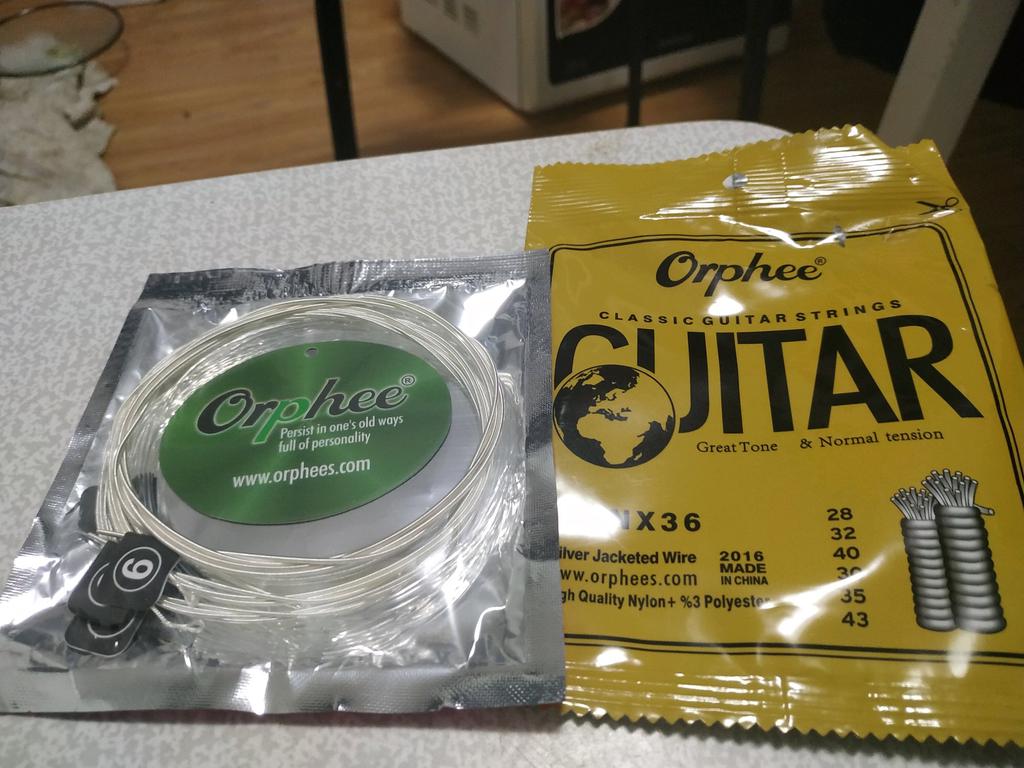 Orphee®
Persist in one's old ways
full of personality
www.orphees.com
6
Orphee®
CLASSIC GUITAR STRINGS
GUITAR
Great Tone & Normal tension
NX36
28
32
40
30
35
43
ilver Jacketed Wire
ww.orphees.com
gh Quality Nylon+ %3 Polyester
2016
MADE
IN CHINA